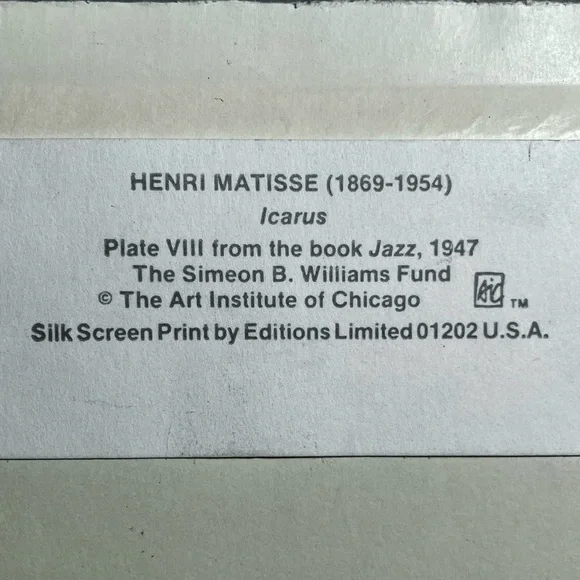 HENRI MATISSE (1869-1954)
Icarus
Plate VIII from the book Jazz, 1947
The Simeon B. Williams Fund
© The Art Institute of Chicago AIC TM
Silk Screen Print by Editions Limited 01202 U.S.A.